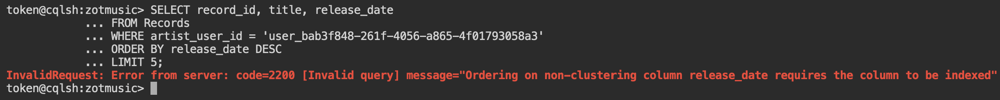 token@cqlsh:zotmusic> SELECT record_id, title, release_date
... FROM Records
... WHERE artist_user_id = 'user_bab3f848-261f-4056-a865-4f01793058a3'
... ORDER BY release_date DESC
... LIMIT 5;
InvalidRequest: Error from server: code=2200 [Invalid query] message="Ordering on non-clustering column release_date requires the column to be indexed"
token@cqlsh:zotmusic>